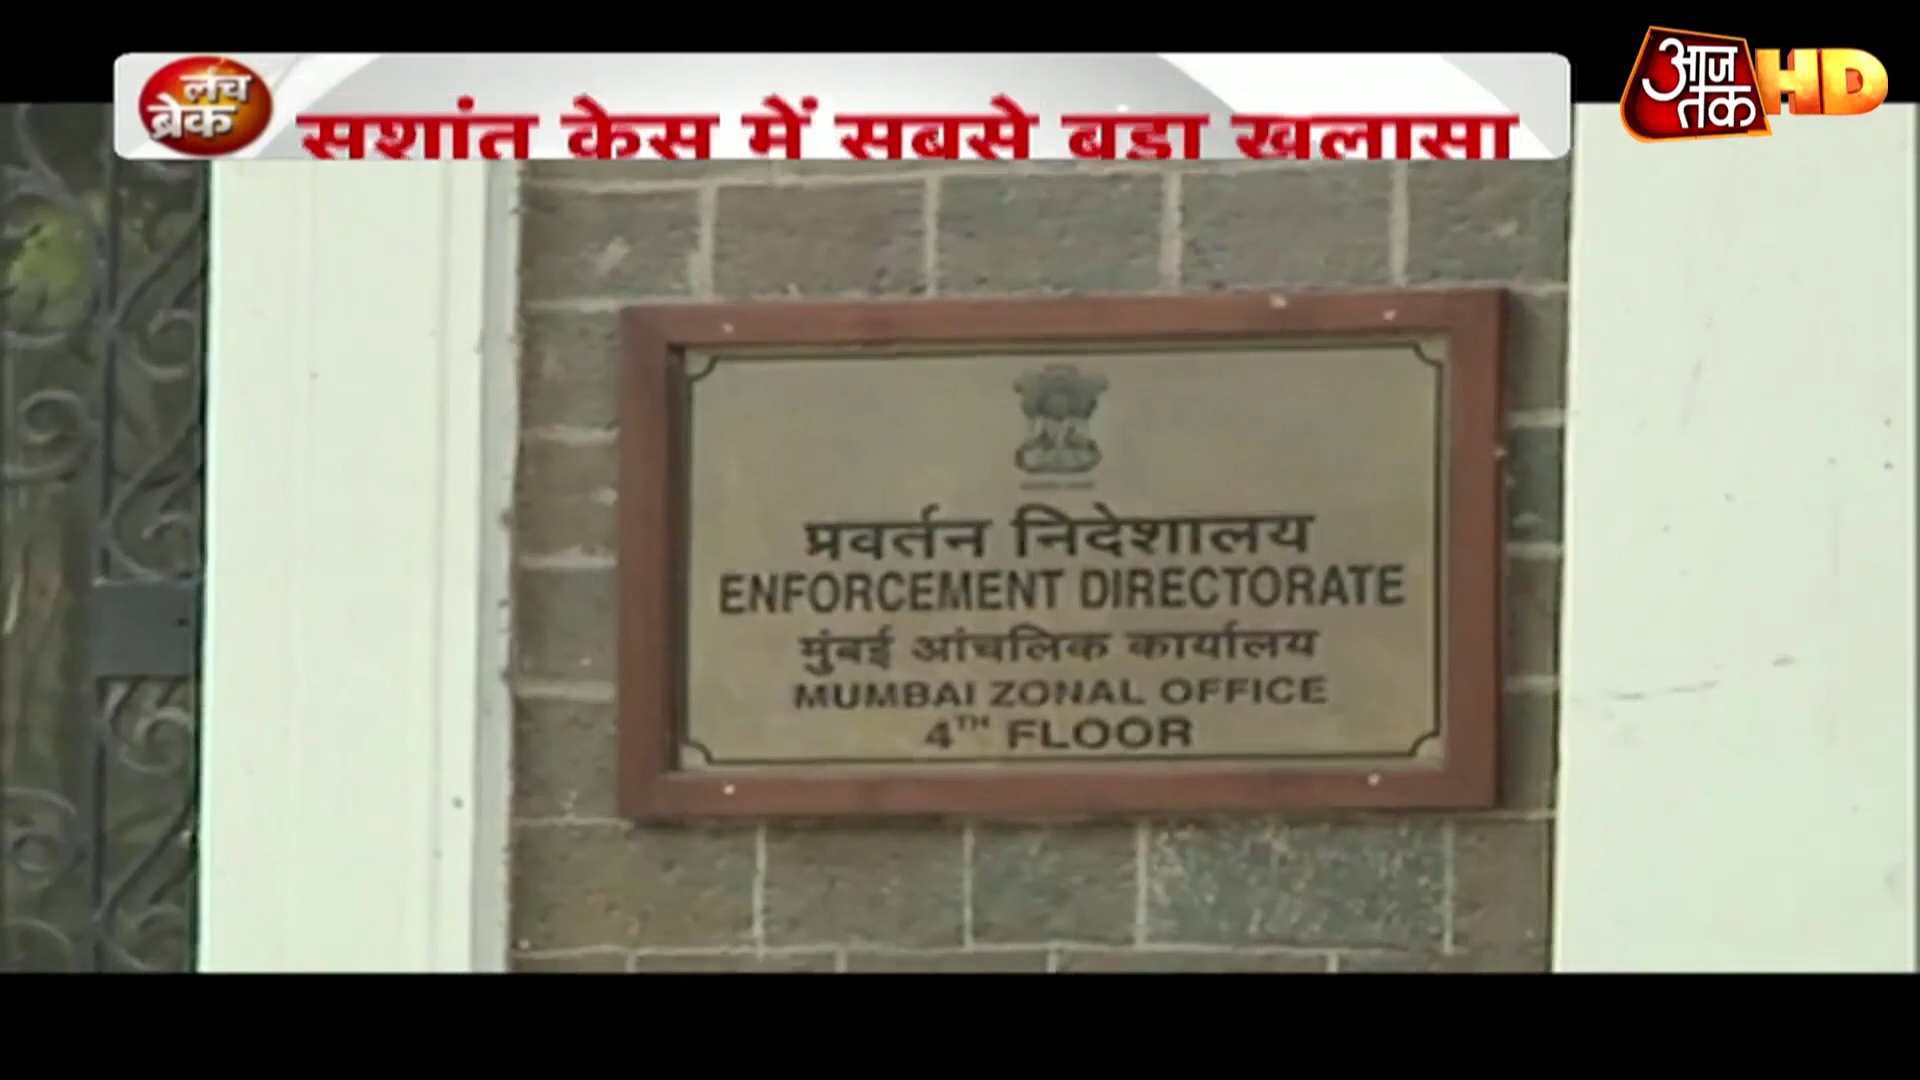 लंच
ब्रेक
सुशांत केस में सबसे बड़ा खुलासा
आज
तक
HD
प्रवर्तन निदेशालय
ENFORCEMENT DIRECTORATE
मुंबई आंचलिक कार्यालय
MUMBAI ZONAL OFFICE
4TH FLOOR